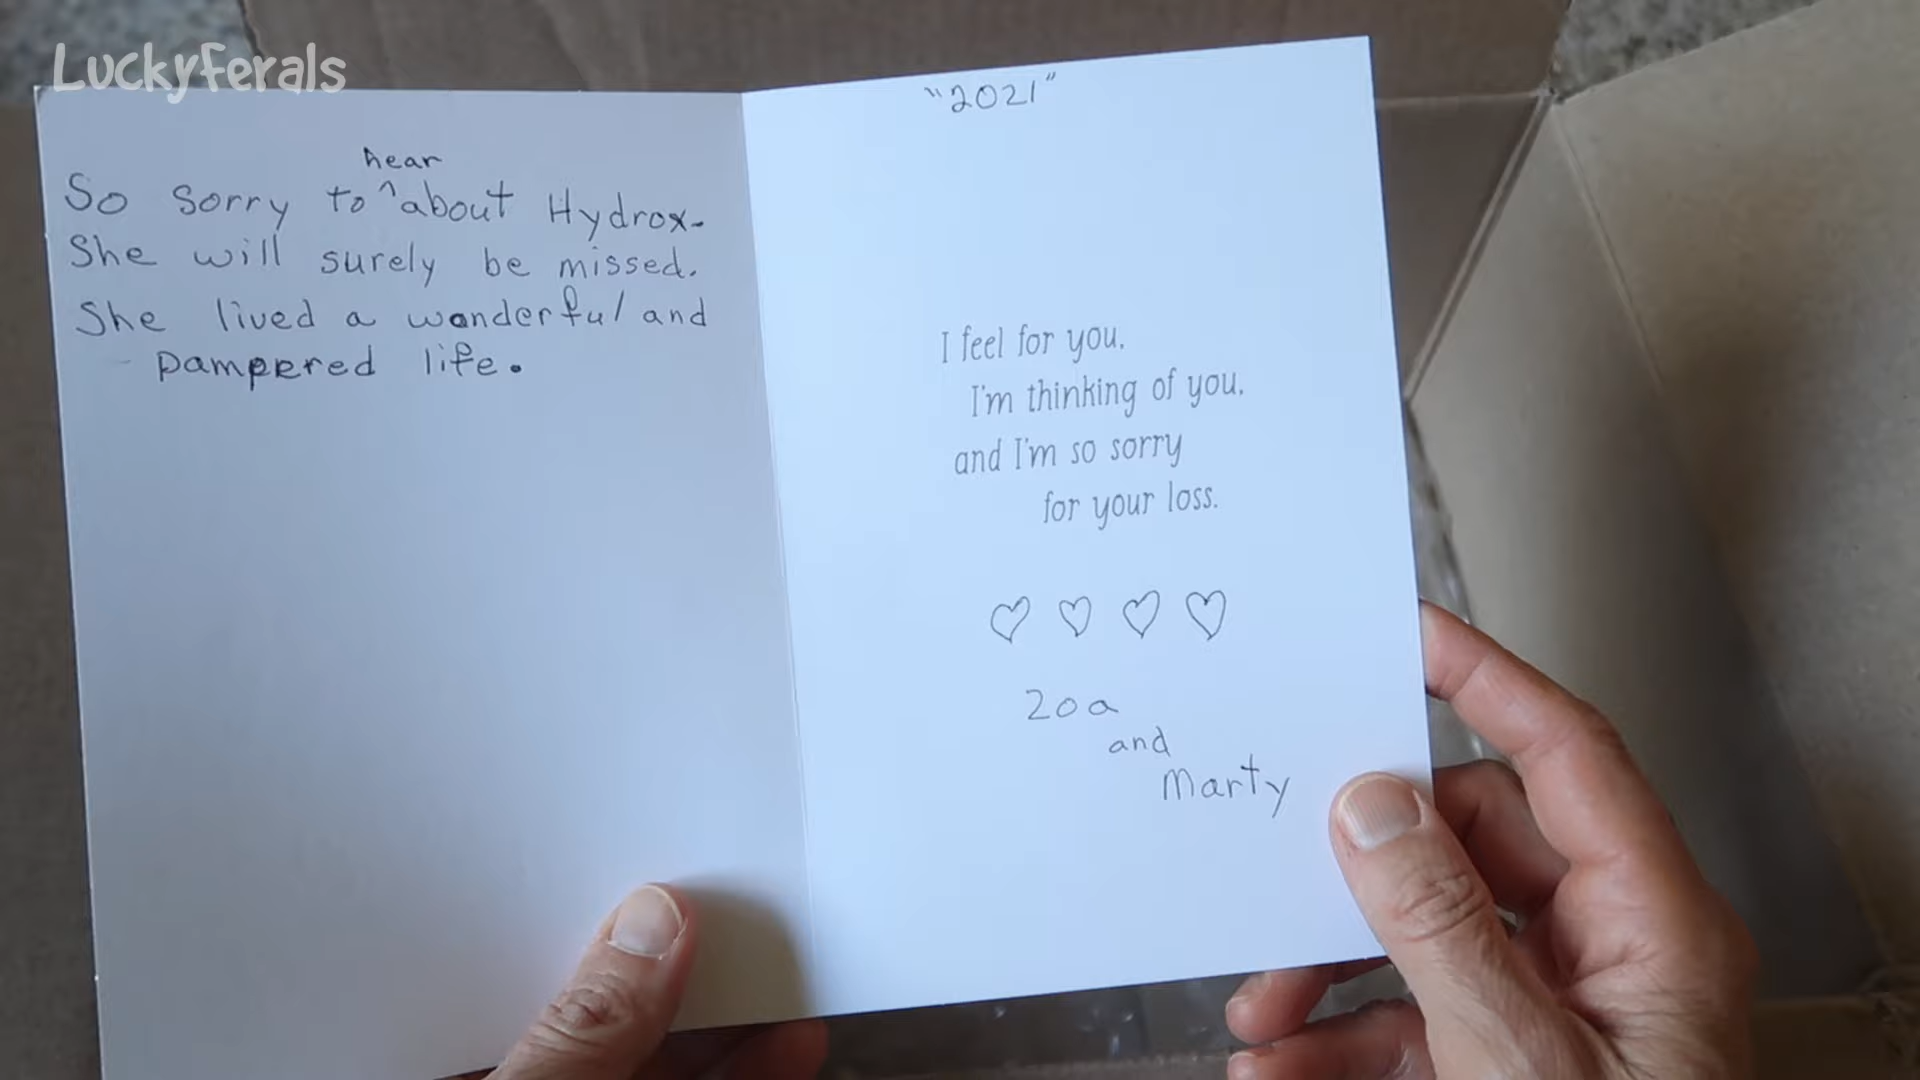 LuckyFerals
So sorry to ^hear about Hydrox.
She will surely be missed.
She lived a wonderful and
pampered life.
"2021"
I feel for you,
I'm thinking of you,
and I'm so sorry
for your loss.
♡ ♡ ♡ ♡
Zoa
and
Marty